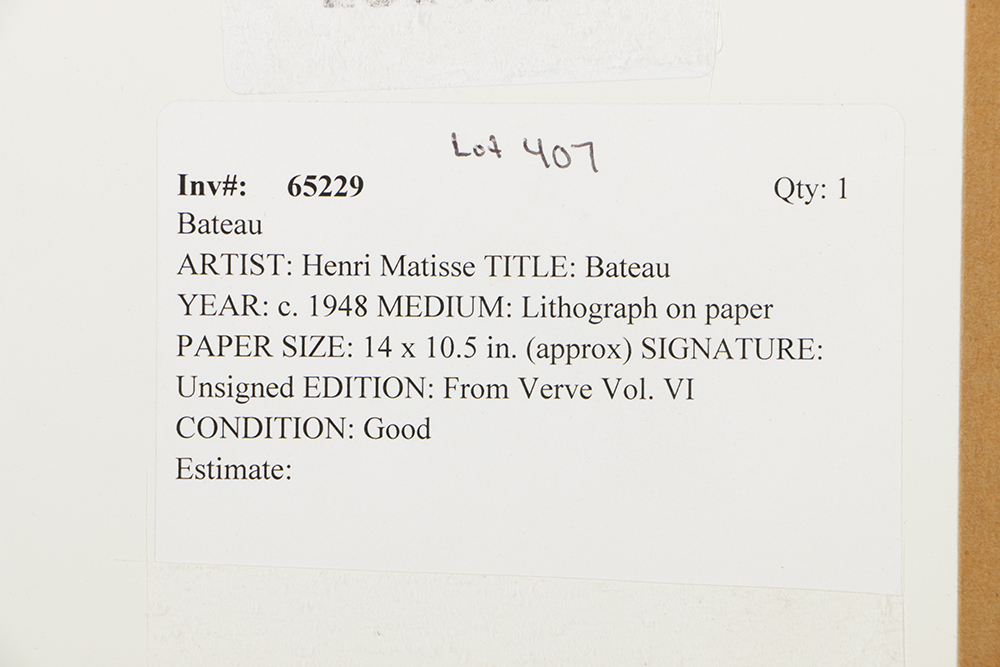 Lot 407
Inv#: 65229 Qty: 1
Bateau
ARTIST: Henri Matisse TITLE: Bateau
YEAR: c. 1948 MEDIUM: Lithograph on paper
PAPER SIZE: 14 x 10.5 in. (approx) SIGNATURE:
Unsigned EDITION: From Verve Vol. VI
CONDITION: Good
Estimate: